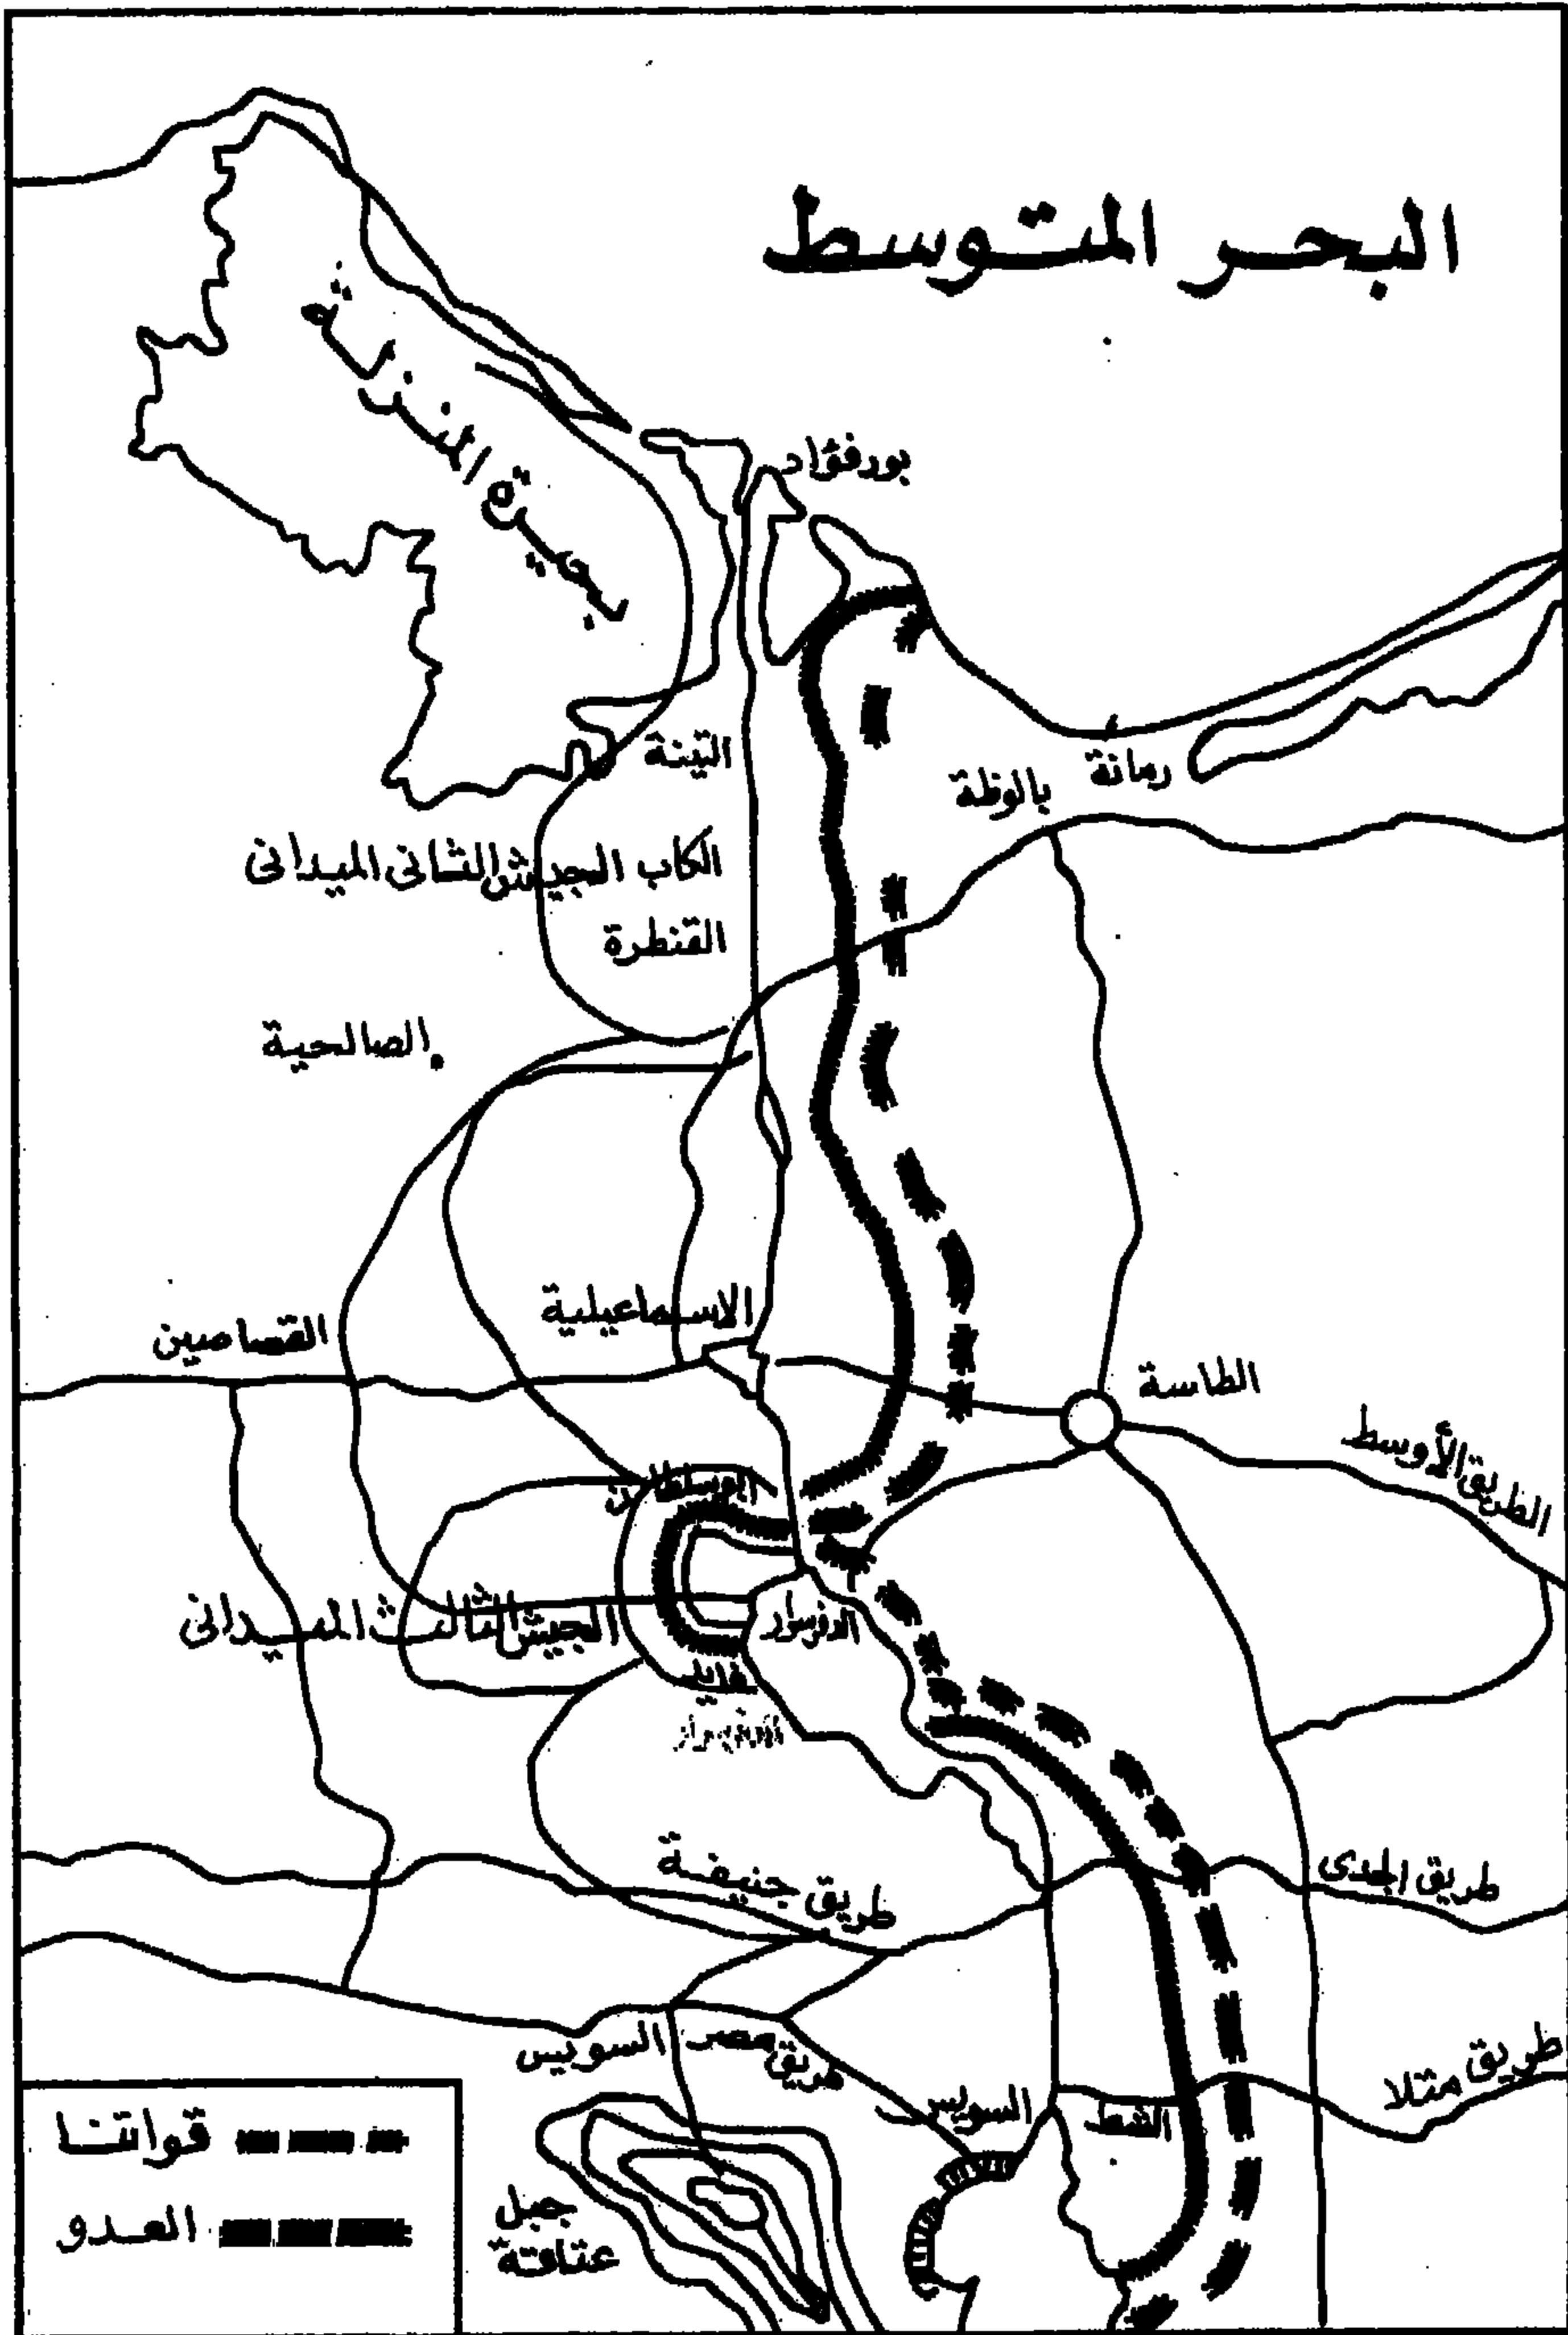 البحر المتوسط
بحيرة المنزلة
بورفؤاد
التينة
رمانة
بالوظة
الكاب الجيش الثانى الميدانى
القنطرة
الصالحية
الاسماعيلية
القصاصين
الطاسة
الطريق الأوسط
ابوسلطان
الدفرسوار
الجيش الثالث الميدانى
فايد
طريق جنيفة
طريق الجدى
طريق مصر السويس
طريق متلا
السويس
الشط
جبل
عتاقة
قواتنا
العدو